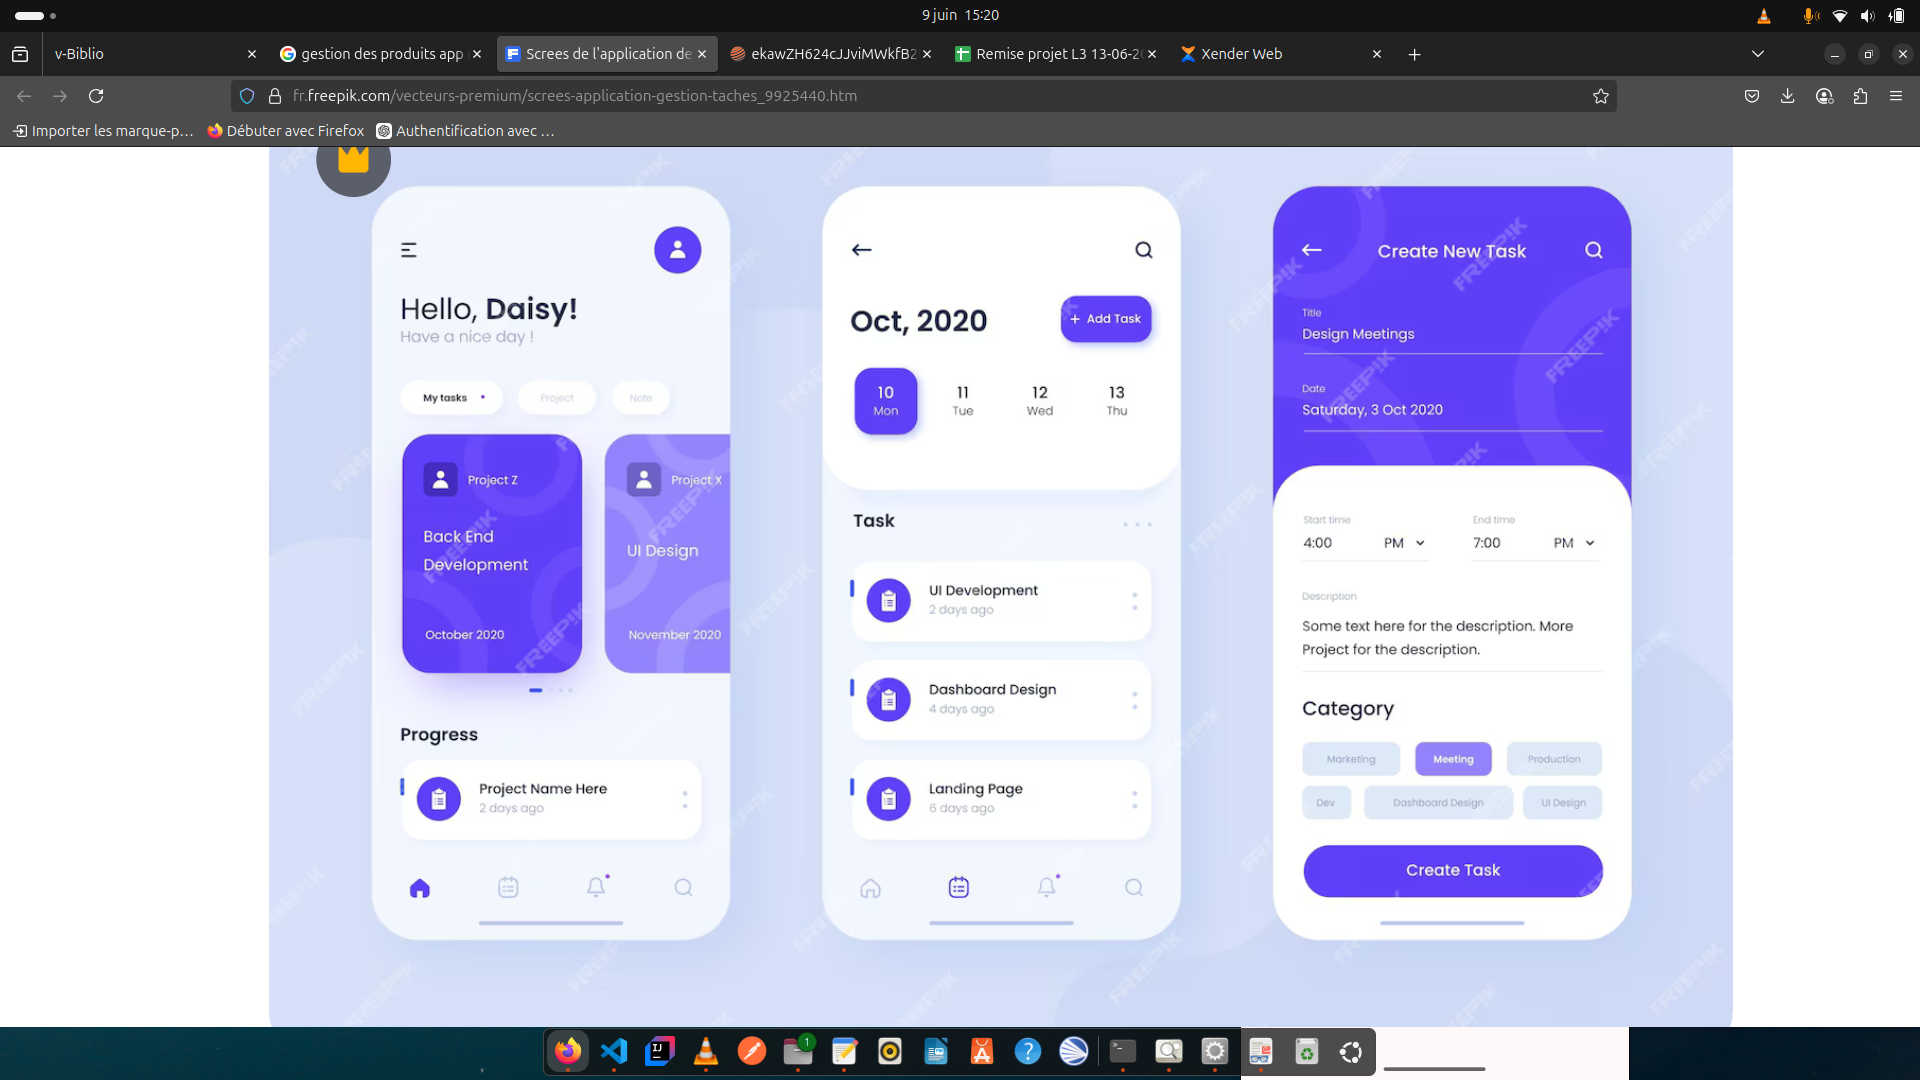 9 juin 15:20
v-Biblio
gestion des produits app
Screes de l'application de
ekawZH624cJJviMWkfB2
Remise projet L3 13-06-2
Xender Web
fr.freepik.com/vecteurs-premium/screes-application-gestion-taches_9925440.htm
Importer les marque-p…
Débuter avec Firefox
Authentification avec …
Hello, Daisy!
Have a nice day !
My tasks
Project
Note
Project Z
Back End
Development
October 2020
Project X
UI Design
November 2020
Progress
Project Name Here
2 days ago
Oct, 2020
+ Add Task
10
Mon
11
Tue
12
Wed
13
Thu
Task
UI Development
2 days ago
Dashboard Design
4 days ago
Landing Page
6 days ago
Create New Task
Title
Design Meetings
Date
Saturday, 3 Oct 2020
Start time
4:00 PM
End time
7:00 PM
Description
Some text here for the description. More
Project for the description.
Category
Marketing
Meeting
Production
Dev
Dashboard Design
UI Design
Create Task
FREEPIK
1